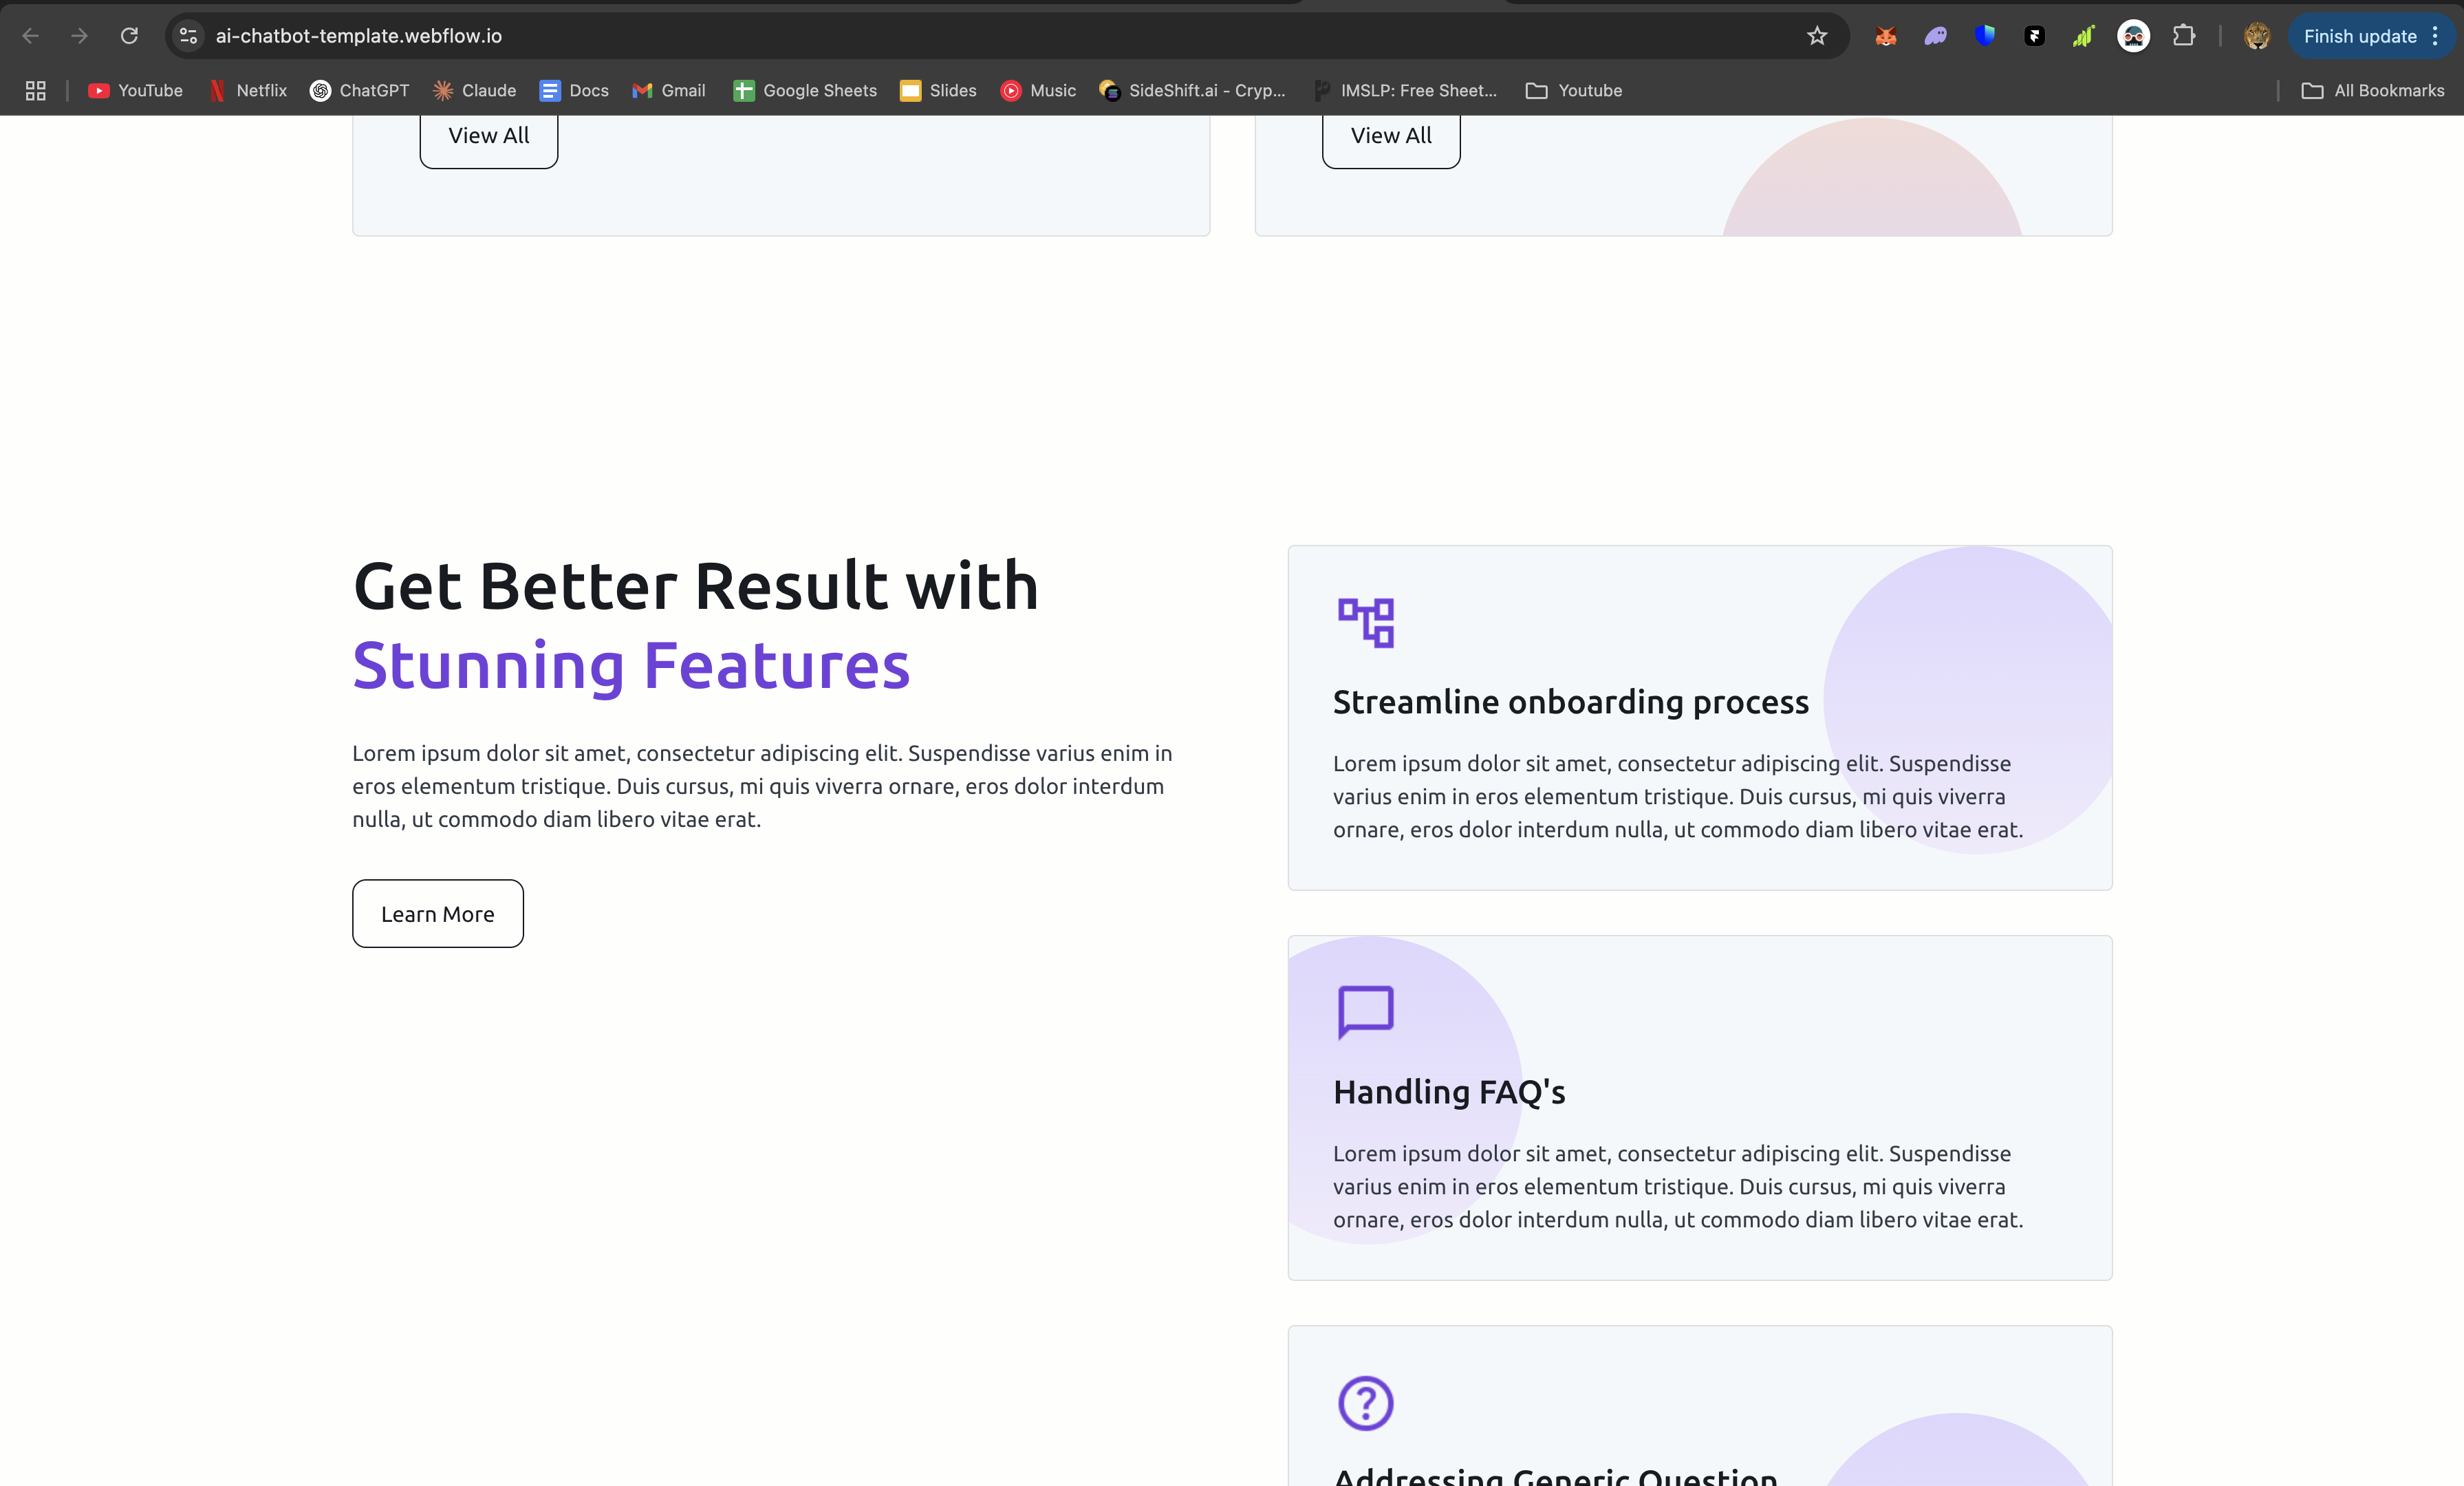 ai-chatbot-template.webflow.io
Finish update
YouTube
Netflix
ChatGPT
Claude
Docs
Gmail
Google Sheets
Slides
Music
SideShift.ai - Cryp...
IMSLP: Free Sheet...
Youtube
All Bookmarks
View All
View All
Get Better Result with
Stunning Features
Lorem ipsum dolor sit amet, consectetur adipiscing elit. Suspendisse varius enim in
eros elementum tristique. Duis cursus, mi quis viverra ornare, eros dolor interdum
nulla, ut commodo diam libero vitae erat.
Learn More
Streamline onboarding process
Lorem ipsum dolor sit amet, consectetur adipiscing elit. Suspendisse
varius enim in eros elementum tristique. Duis cursus, mi quis viverra
ornare, eros dolor interdum nulla, ut commodo diam libero vitae erat.
Handling FAQ's
Lorem ipsum dolor sit amet, consectetur adipiscing elit. Suspendisse
varius enim in eros elementum tristique. Duis cursus, mi quis viverra
ornare, eros dolor interdum nulla, ut commodo diam libero vitae erat.
Addressing Generic Question